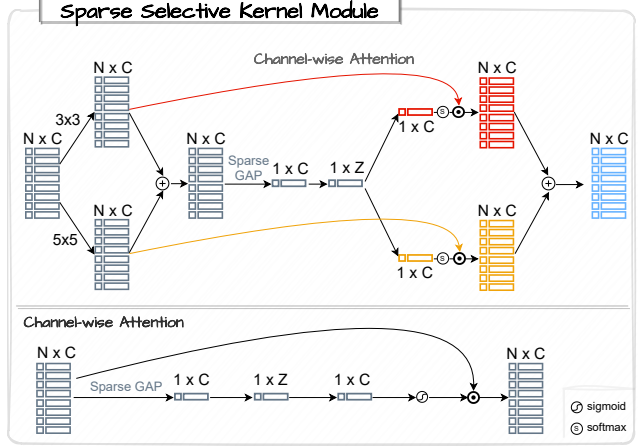 Sparse Selective Kernel Module
Channel-wise Attention
N x C
N x C
3x3
1 x C
N x C
N x C
N x C
Sparse
GAP
1 x C
1 x Z
S
S
5x5
N x C
N x C
1 x C
Channel-wise Attention
N x C
N x C
Sparse GAP
1 x C
1 x Z
1 x C
sigmoid
S
softmax